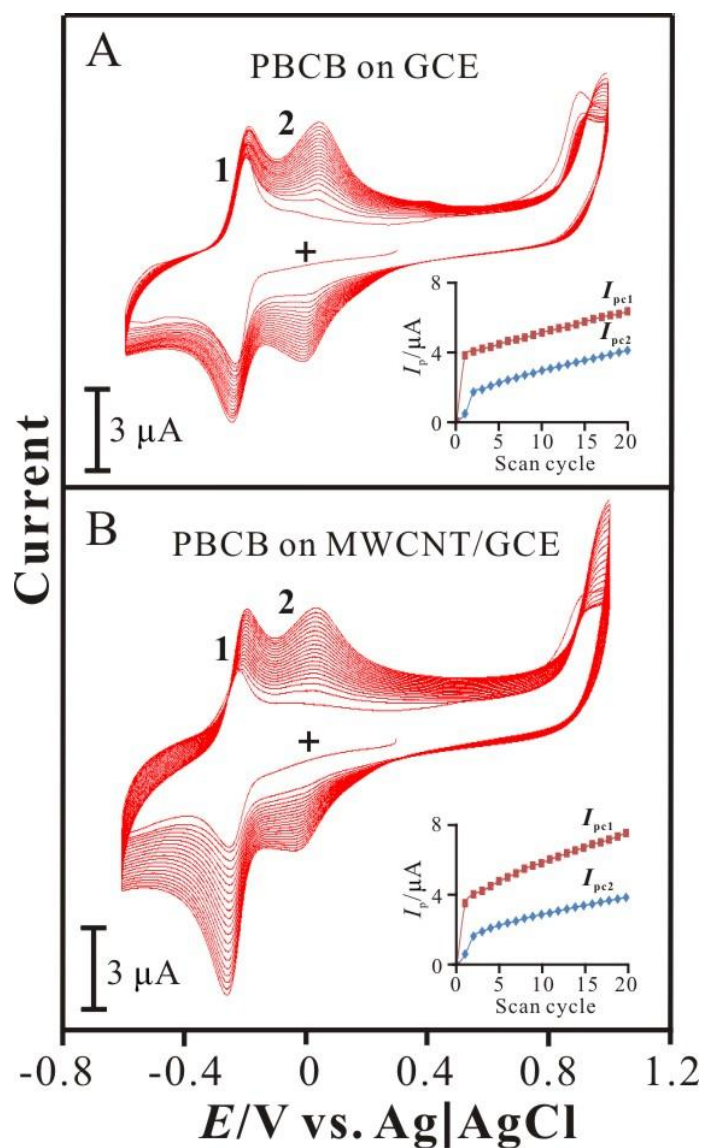 A
PBCB on GCE
2
1
+
3 μA
8
4
0
I_p/μA
I_pc1
I_pc2
0 5 10 15 20
Scan cycle
Current
B
PBCB on MWCNT/GCE
2
1
+
3 μA
8
4
0
I_p/μA
I_pc1
I_pc2
0 5 10 15 20
Scan cycle
-0.8 -0.4 0 0.4 0.8 1.2
E/V vs. Ag|AgCl